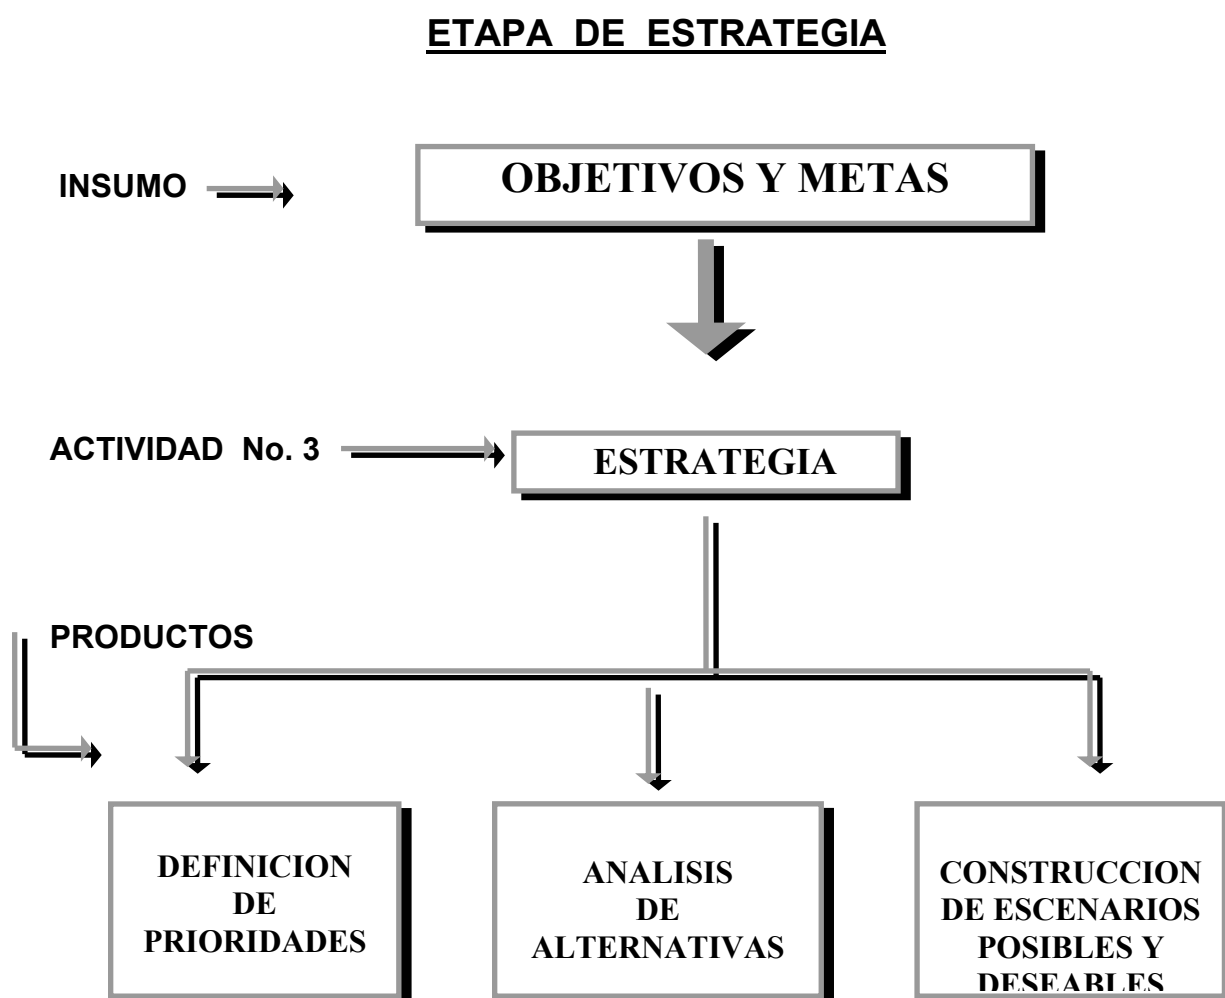 ETAPA DE ESTRATEGIA
INSUMO
OBJETIVOS Y METAS
ACTIVIDAD No. 3
ESTRATEGIA
PRODUCTOS
DEFINICION
DE
PRIORIDADES
ANALISIS
DE
ALTERNATIVAS
CONSTRUCCION
DE ESCENARIOS
POSIBLES Y
DESEABLES